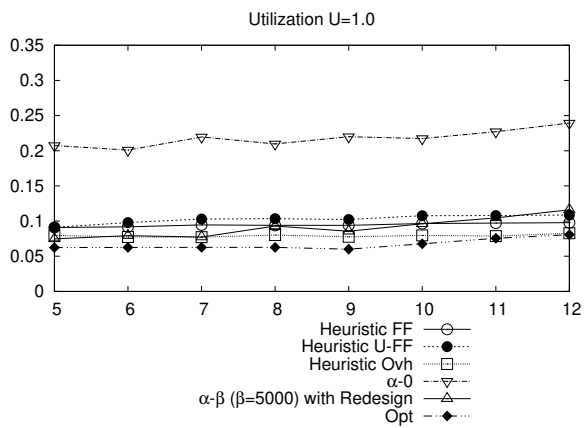 Utilization U=1.0
0.35
0.3
0.25
0.2
0.15
0.1
0.05
0
5 6 7 8 9 10 11 12
Heuristic FF
Heuristic U-FF
Heuristic Ovh
α-0
α-β (β=5000) with Redesign
Opt